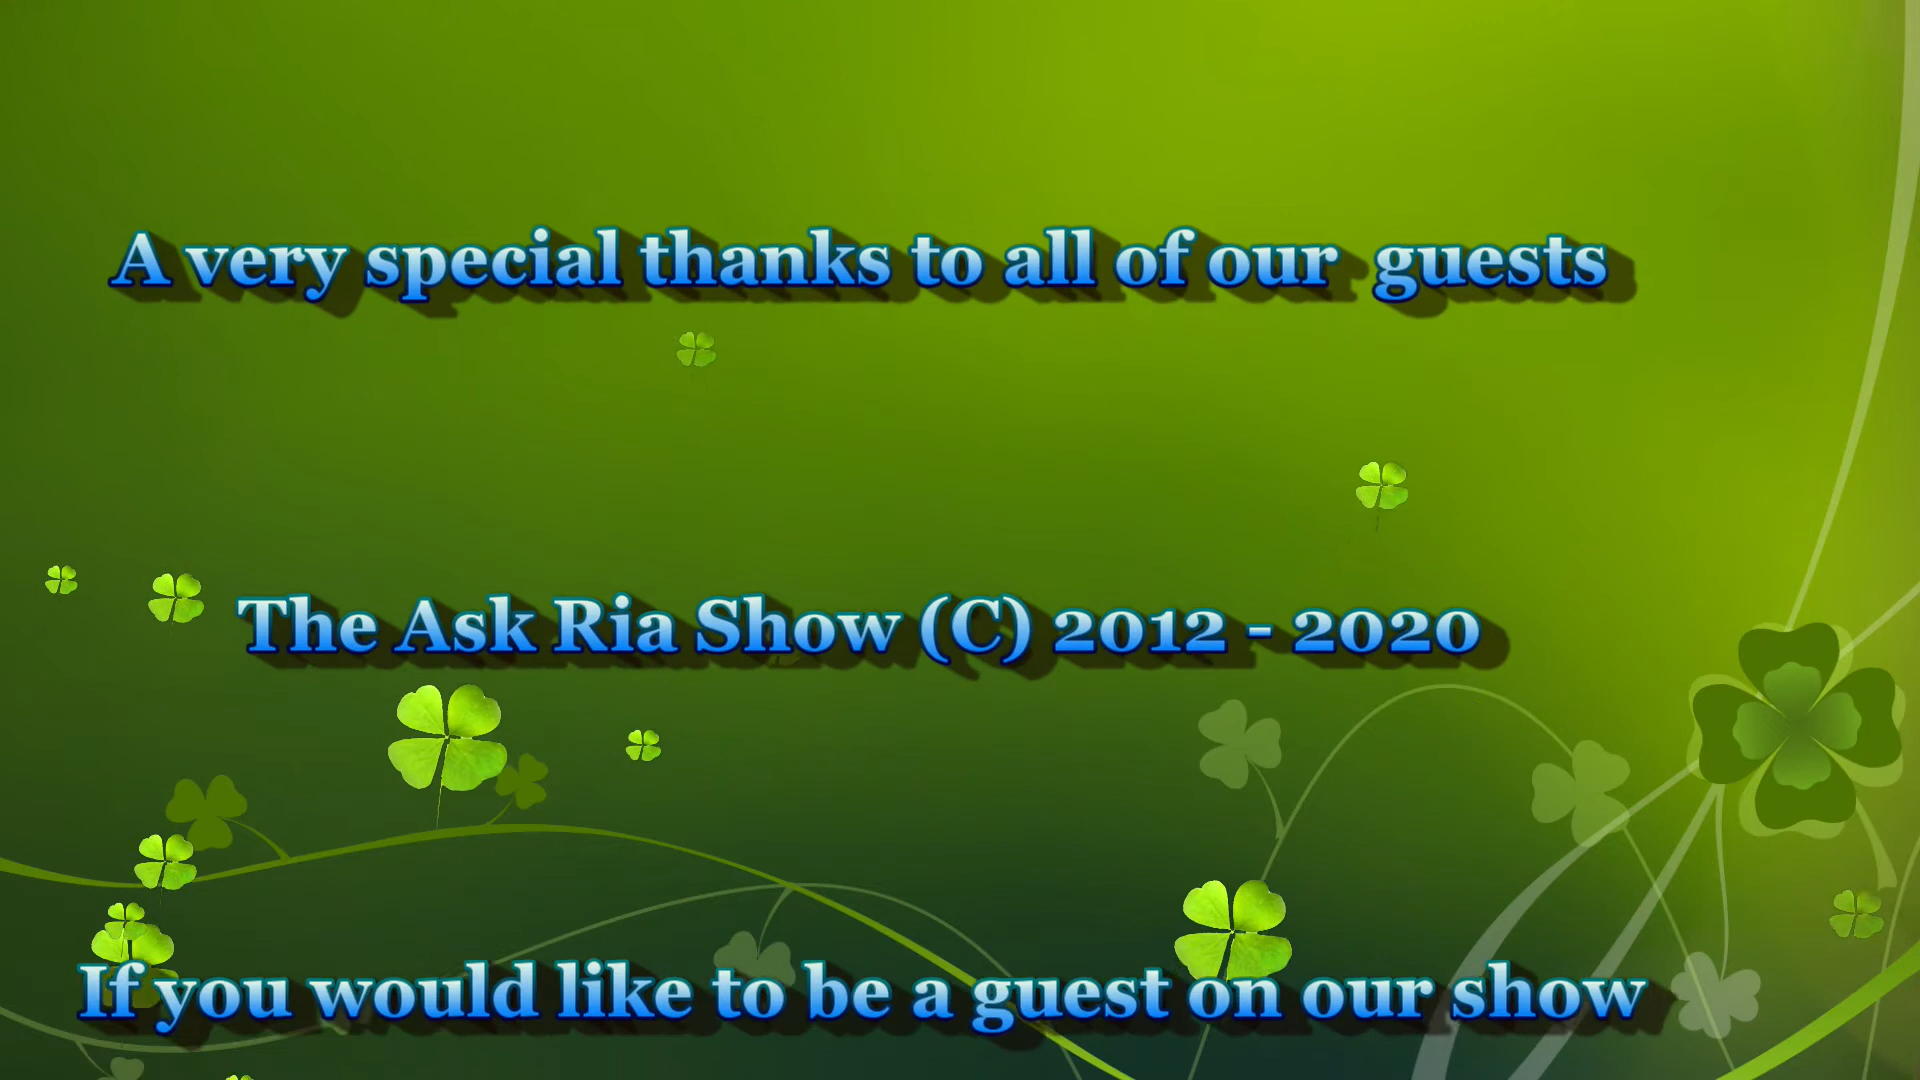 A very special thanks to all of our guests
The Ask Ria Show (C) 2012 - 2020
If you would like to be a guest on our show